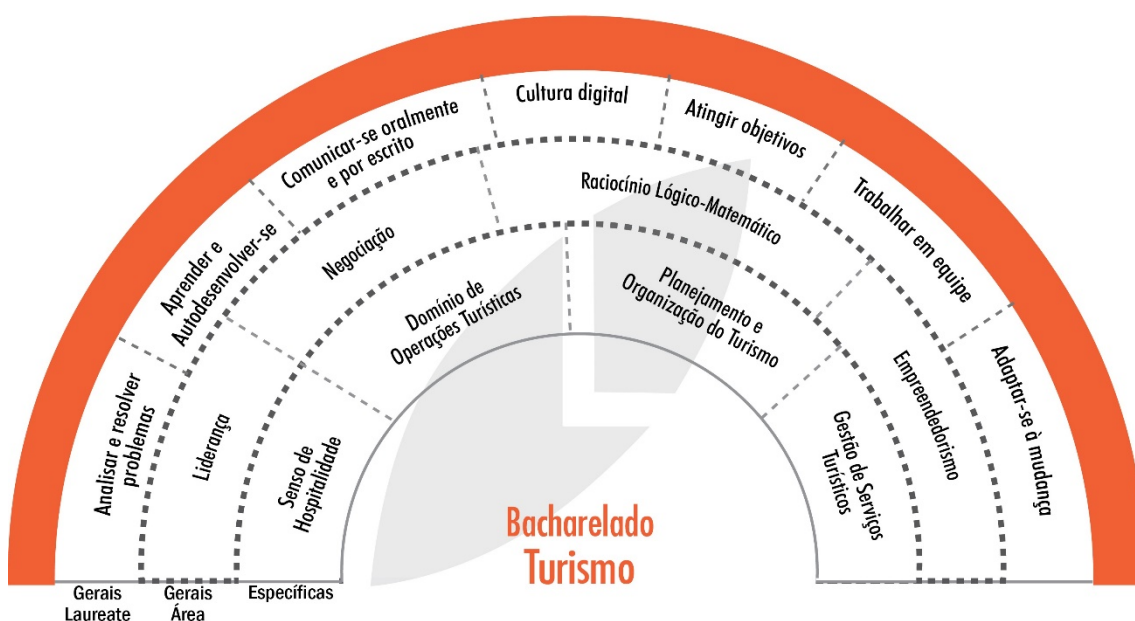 Analisar e resolver
problemas
Aprender e
Autodesenvolver-se
Comunicar-se oralmente
e por escrito
Cultura digital
Atingir objetivos
Trabalhar em equipe
Adaptar-se à mudança
Liderança
Negociação
Raciocínio Lógico-Matemático
Empreendedorismo
Senso de
Hospitalidade
Domínio de
Operações Turísticas
Planejamento e
Organização do Turismo
Gestão de Serviços
Turísticos
Bacharelado
Turismo
Gerais
Laureate
Gerais
Área
Específicas